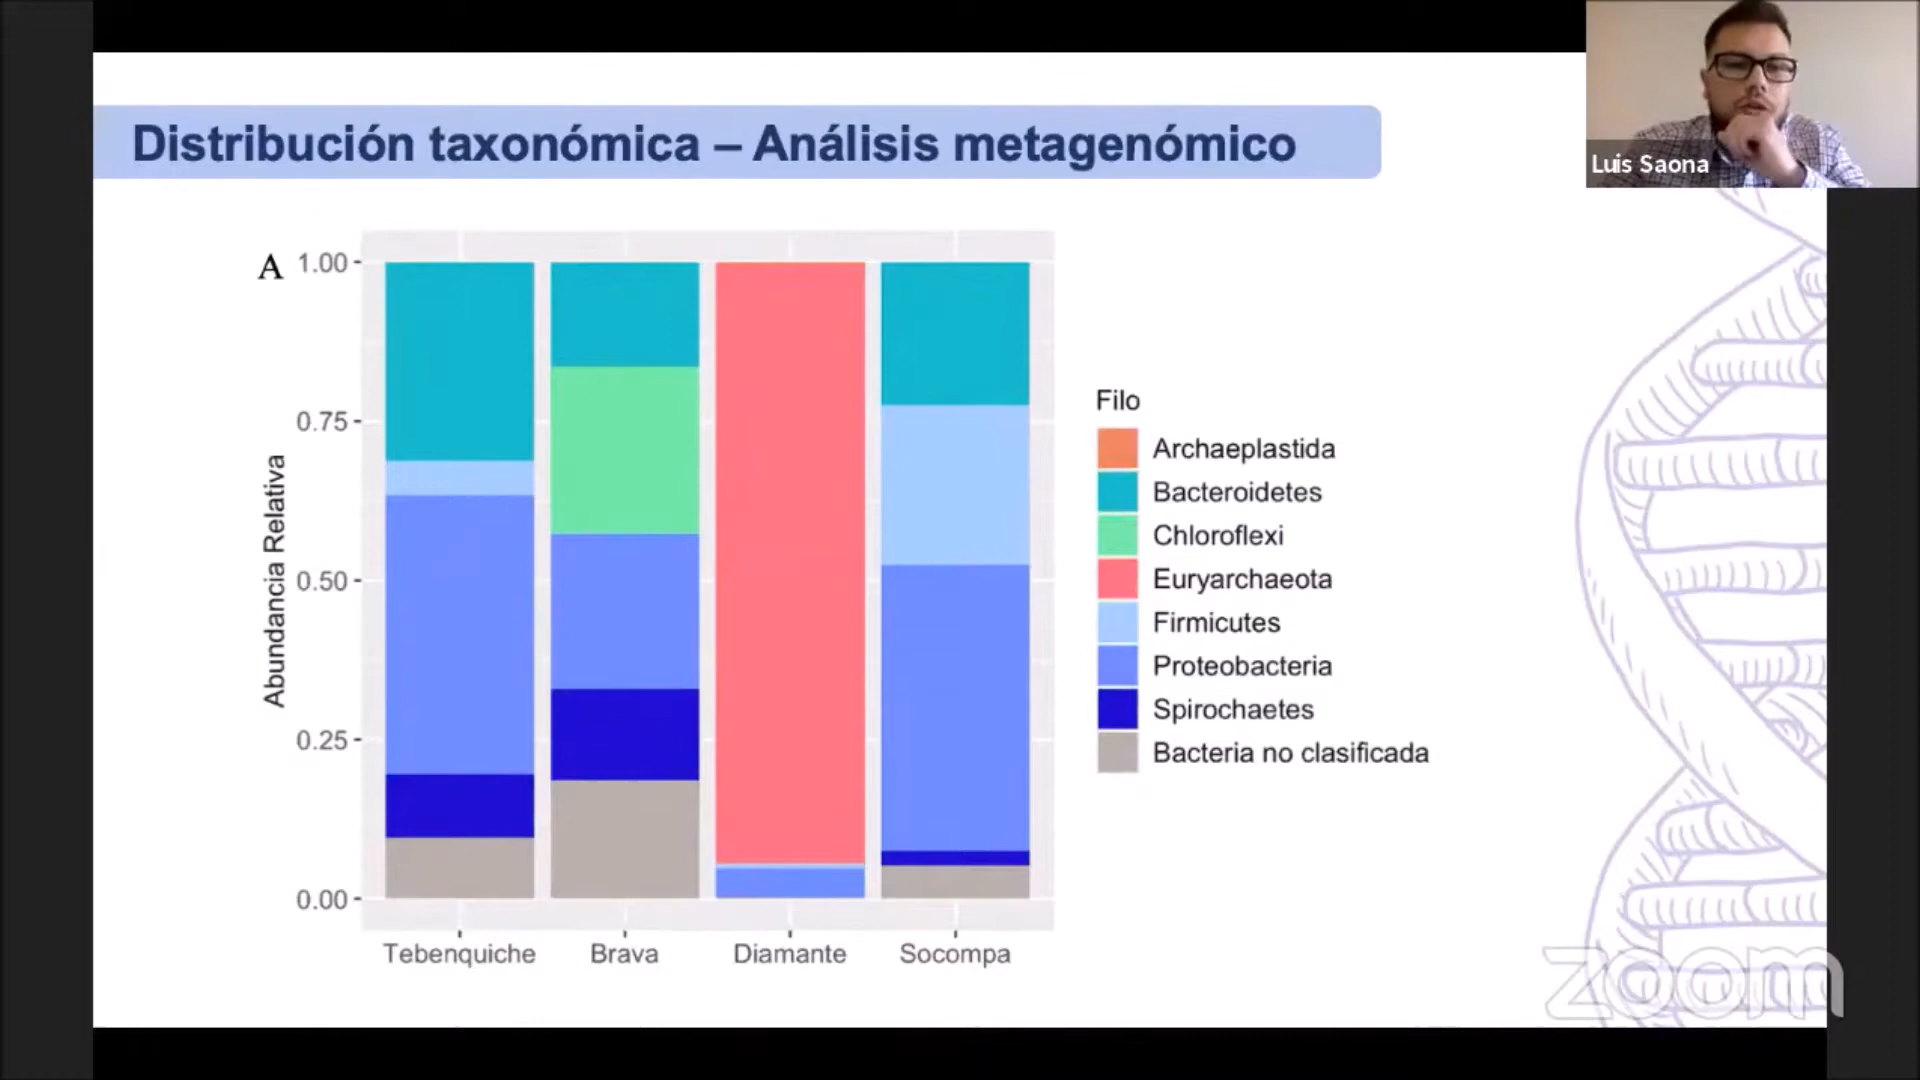 Luis Saona
Distribución taxonómica – Análisis metagenómico
A
1.00
0.75
0.50
0.25
0.00
Abundancia Relativa
Tebenquiche
Brava
Diamante
Socompa
Filo
Archaeplastida
Bacteroidetes
Chloroflexi
Euryarchaeota
Firmicutes
Proteobacteria
Spirochaetes
Bacteria no clasificada
zoom